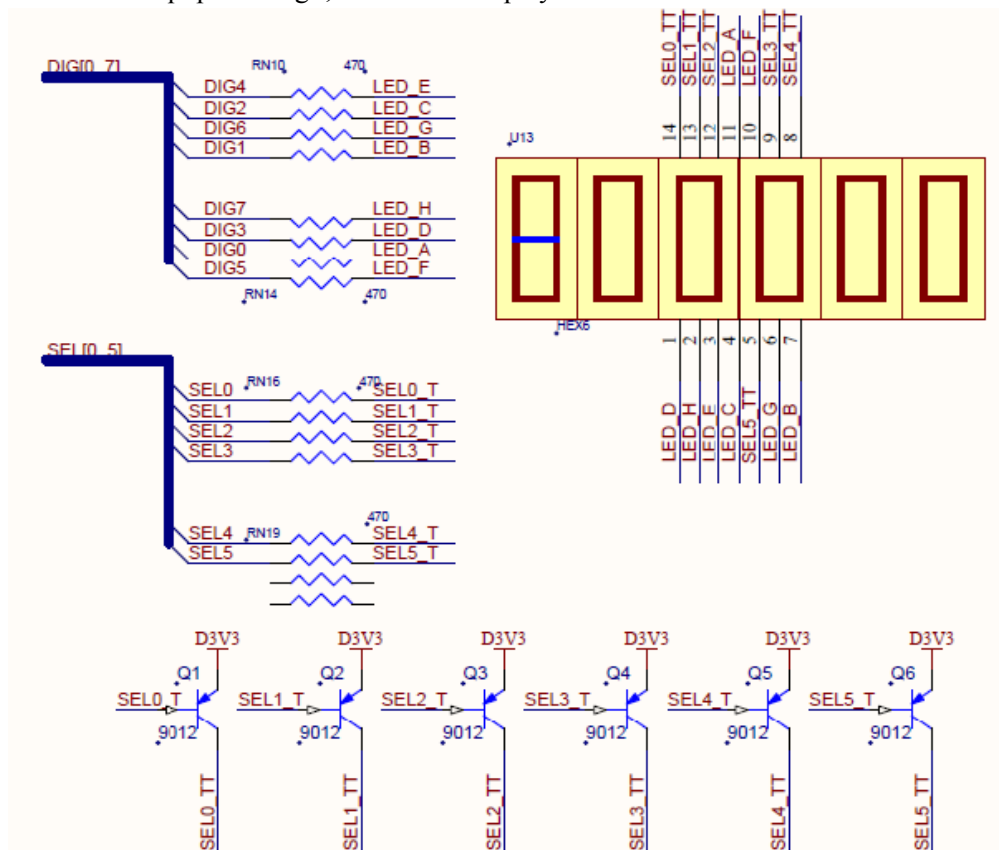 DIG[0..7]
RN10 470
DIG4 LED_E
DIG2 LED_C
DIG6 LED_G
DIG1 LED_B
DIG7 LED_H
DIG3 LED_D
DIG0 LED_A
DIG5 LED_F
RN14 470
SEL0_TT
SEL1_TT
SEL2_TT
LED_A
LED_F
SEL3_TT
SEL4_TT
14 13 12 11 10 9 8
U13
HEX6
1 2 3 4 5 6 7
LED_D
LED_H
LED_E
LED_C
SEL5_TT
LED_G
LED_B
SEL[0..5]
RN16 470
SEL0 SEL0_T
SEL1 SEL1_T
SEL2 SEL2_T
SEL3 SEL3_T
470
SEL4 RN19 SEL4_T
SEL5 SEL5_T
D3V3 D3V3 D3V3 D3V3 D3V3 D3V3
Q1 Q2 Q3 Q4 Q5 Q6
SEL0_T SEL1_T SEL2_T SEL3_T SEL4_T SEL5_T
9012 9012 9012 9012 9012 9012
SEL0_TT SEL1_TT SEL2_TT SEL3_TT SEL4_TT SEL5_TT